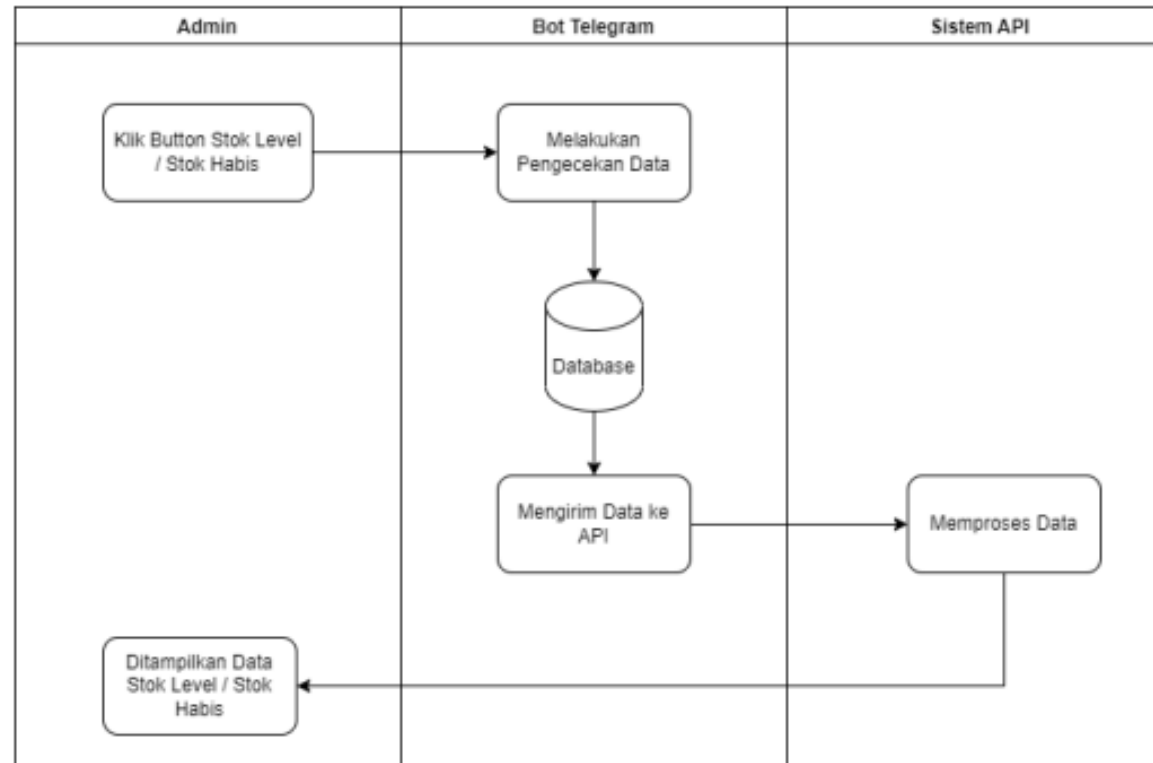 Admin
Bot Telegram
Sistem API
Klik Button Stok Level
/ Stok Habis
Melakukan
Pengecekan Data
Database
Mengirim Data ke
API
Memproses Data
Ditampilkan Data
Stok Level / Stok
Habis